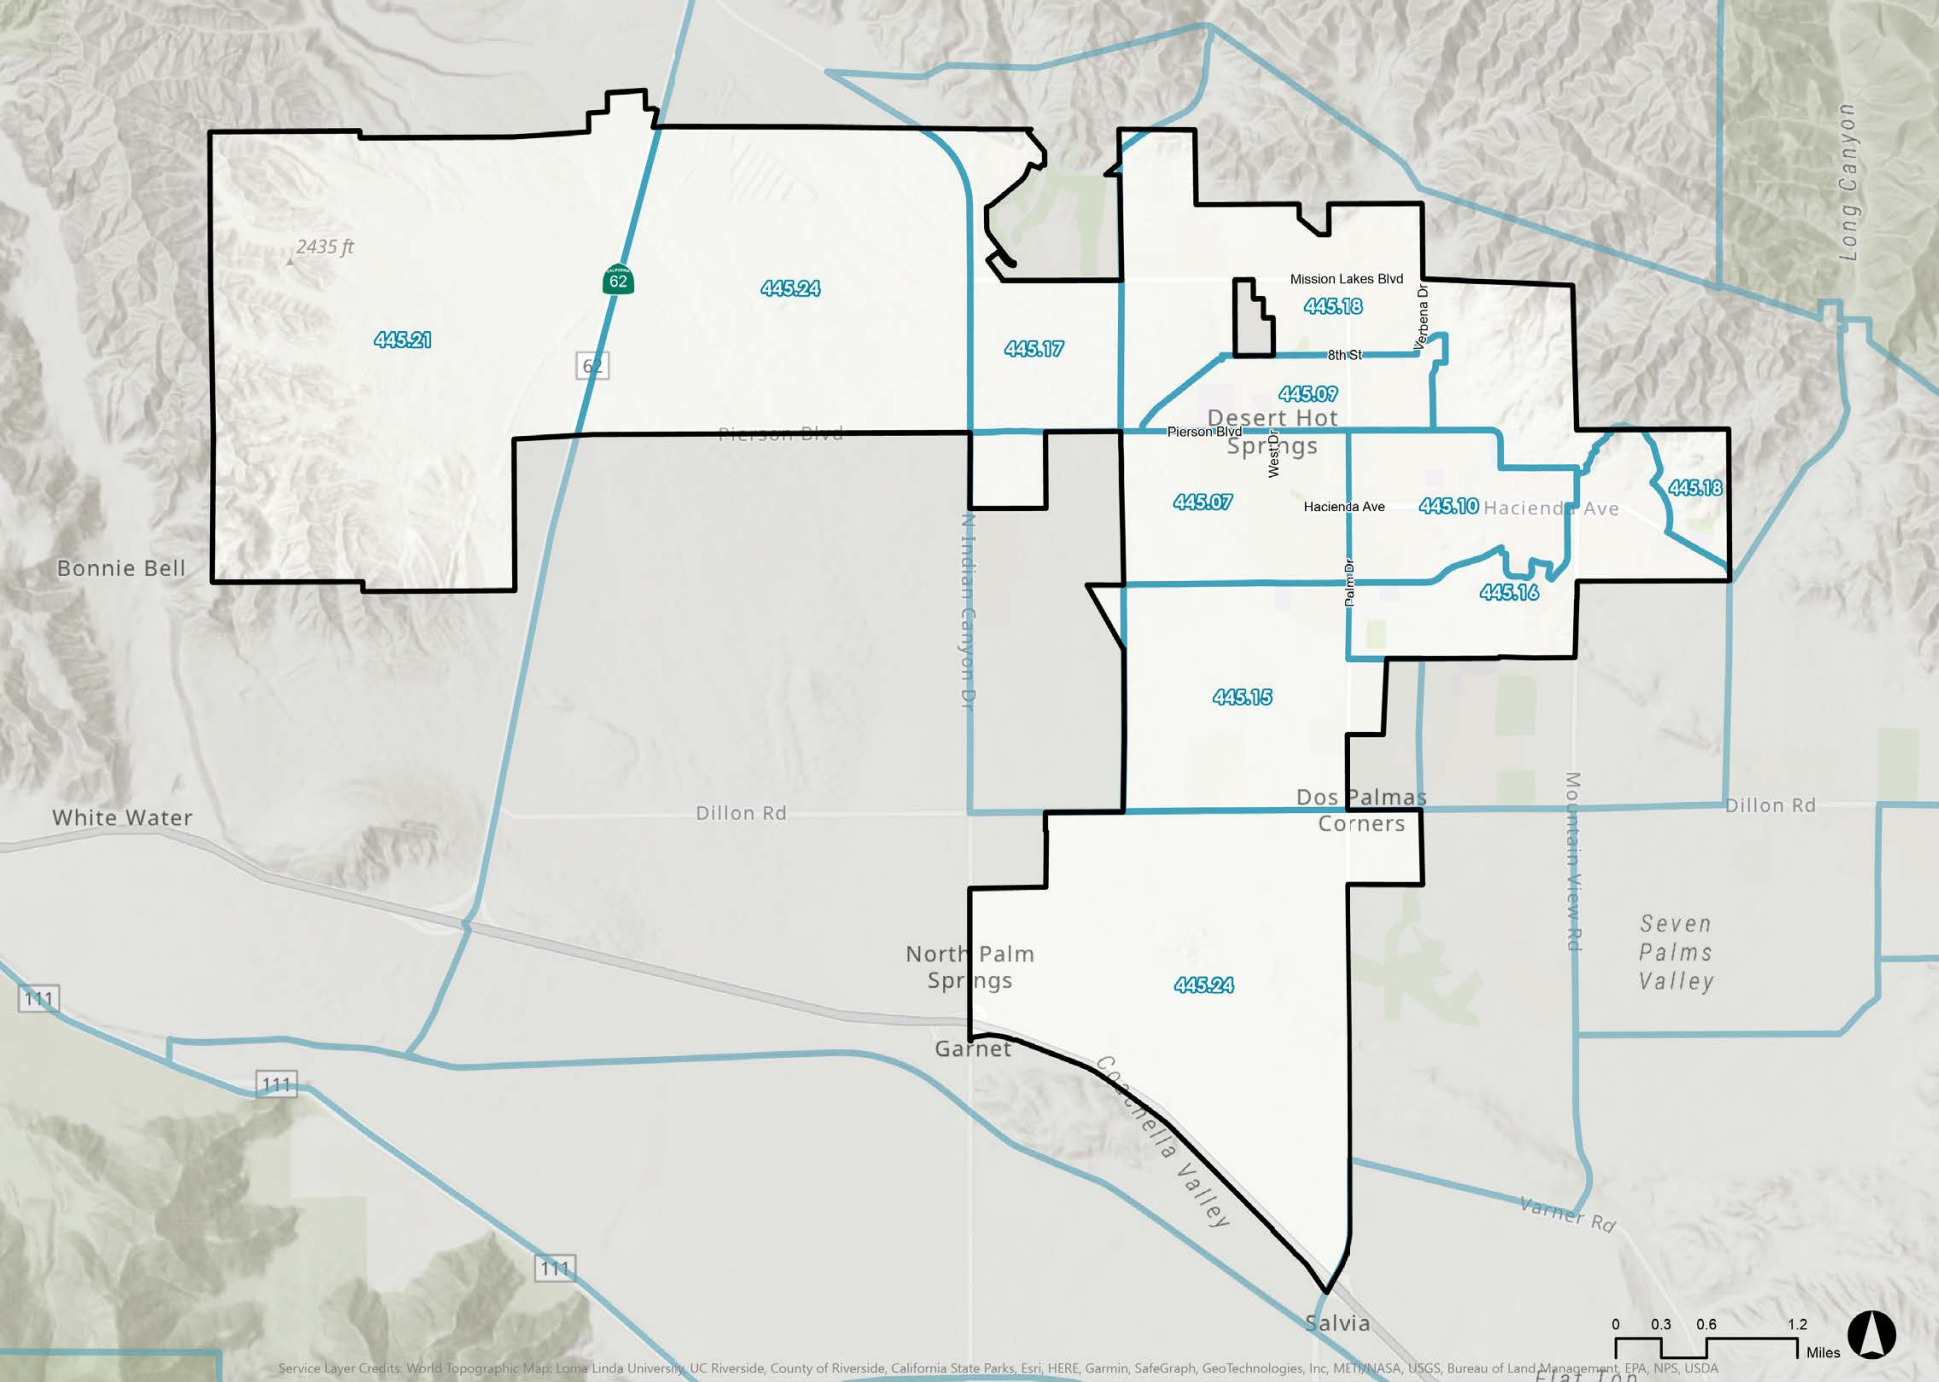 Long Canyon
2435 ft
CALIFORNIA
62
445.24
Mission Lakes Blvd
445.18
Verbena Dr
445.21
445.17
8th St
62
445.09
Desert Hot
Springs
Pierson Blvd
Pierson Blvd
West Dr
445.07
Hacienda Ave
445.10
Hacienda Ave
445.18
Bonnie Bell
N Indian Canyon Dr
Palm Dr
445.16
445.15
White Water
Dillon Rd
Dos Palmas
Corners
Mountain View Rd
Dillon Rd
Seven
Palms
Valley
North Palm
Springs
445.24
111
Garnet
Coachella Valley
111
Varner Rd
111
Salvia
0 0.3 0.6 1.2
Miles
Service Layer Credits: World Topographic Map: Loma Linda University, UC Riverside, County of Riverside, California State Parks, Esri, HERE, Garmin, SafeGraph, GeoTechnologies, Inc, METI/NASA, USGS, Bureau of Land Management, EPA, NPS, USDA
Flat Top